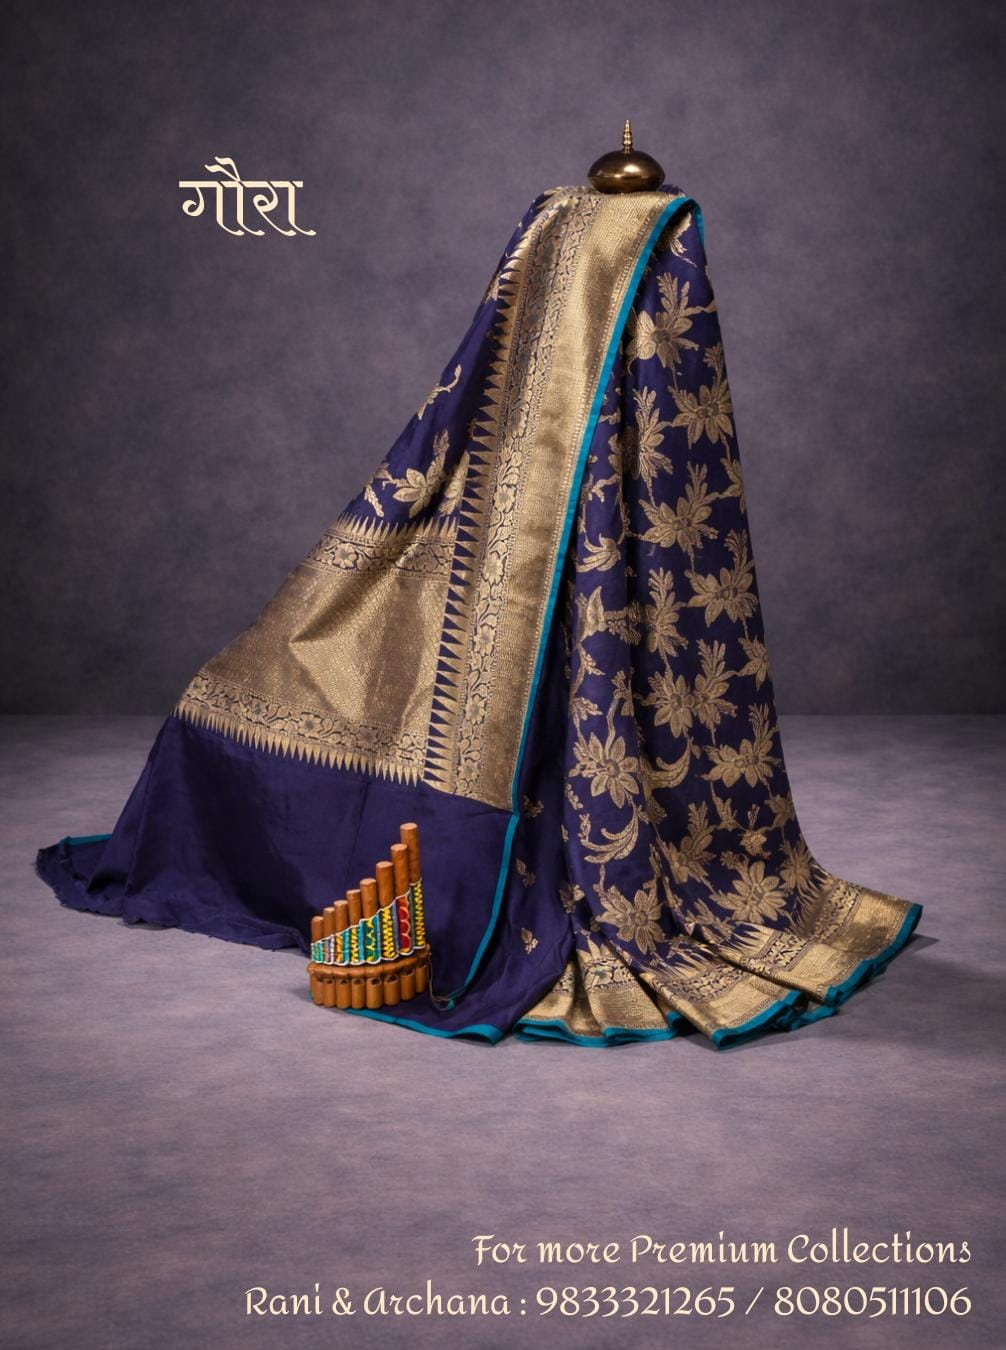 गौरा
For more Premium Collections
Rani & Archana : 9833321265 / 8080511106